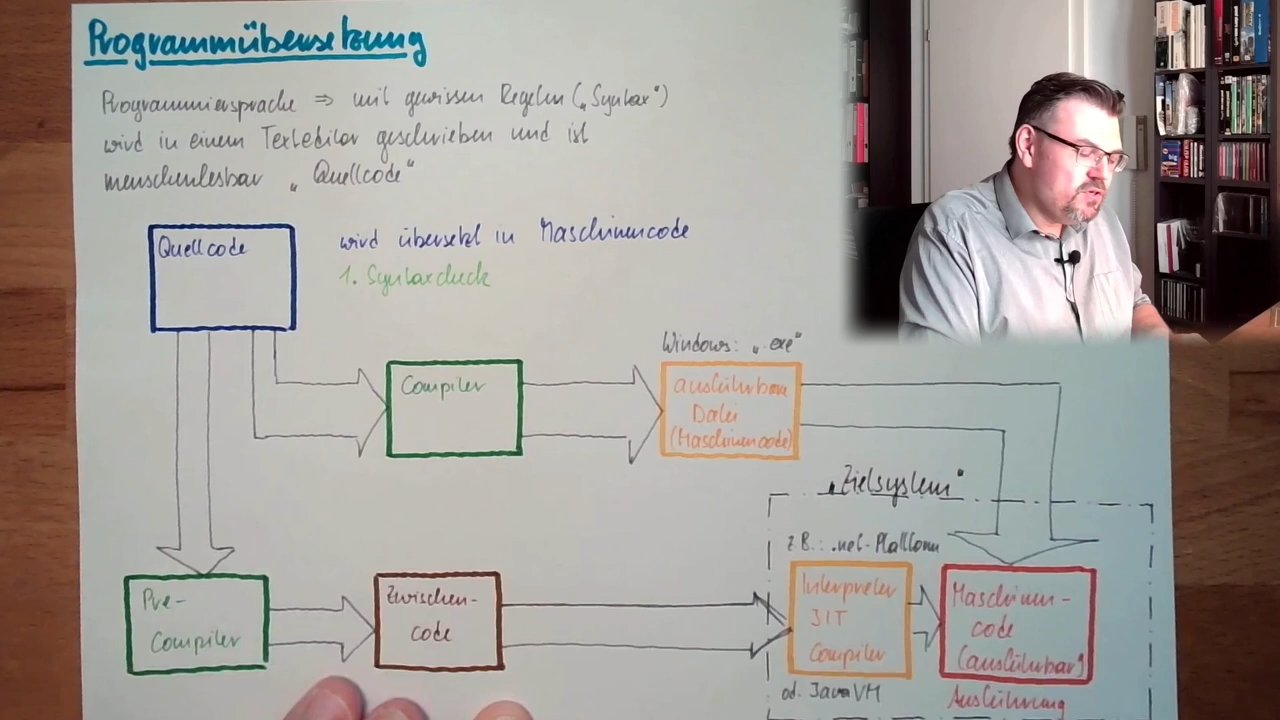 Programmübersetzung
Programmiersprache ⇒ mit gewissen Regeln („Syntax")
wird in einem Texteditor geschrieben und ist
menschenlesbar „Quellcode"
Quellcode
wird übersetzt in Maschinencode
1. Syntaxcheck
Windows: „.exe"
Compiler
ausführbare
Datei
(Maschinencode)
„Zielsystem"
z.B.: .net-Plattform
Pre-
Compiler
Zwischen-
code
Interpreter
JIT
Compiler
Maschinen-
code
(ausführbar)
od. JavaVM
Ausführung